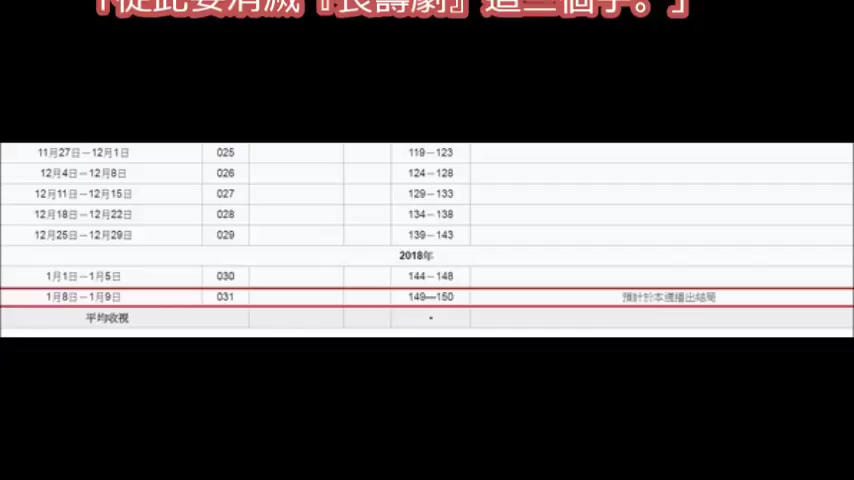 「從此要消滅『長壽劇』這三個字。」
11月27日－12月1日 025 119－123
12月4日－12月8日 026 124－128
12月11日－12月15日 027 129－133
12月18日－12月22日 028 134－138
12月25日－12月29日 029 139－143
2018年
1月1日－1月5日 030 144－148
1月8日－1月9日 031 149—150 預計於本週播出結局
平均收視 -